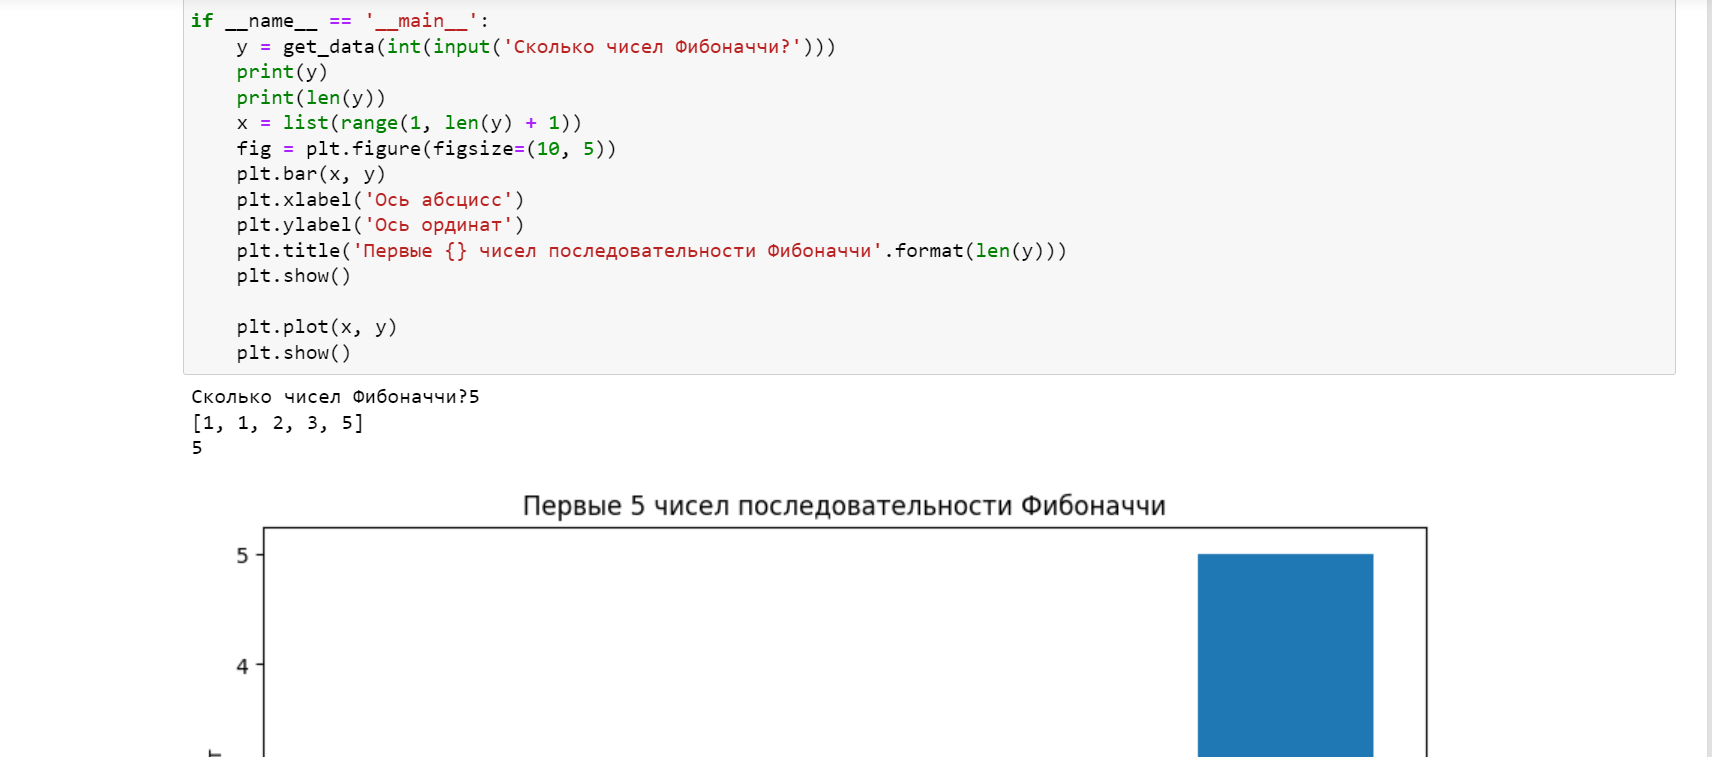 if __name__ == '__main__':
    y = get_data(int(input('Сколько чисел Фибоначчи?')))
    print(y)
    print(len(y))
    x = list(range(1, len(y) + 1))
    fig = plt.figure(figsize=(10, 5))
    plt.bar(x, y)
    plt.xlabel('Ось абсцисс')
    plt.ylabel('Ось ординат')
    plt.title('Первые {} чисел последовательности Фибоначчи'.format(len(y)))
    plt.show()

    plt.plot(x, y)
    plt.show()
Сколько чисел Фибоначчи?5
[1, 1, 2, 3, 5]
5
Первые 5 чисел последовательности Фибоначчи
5
4